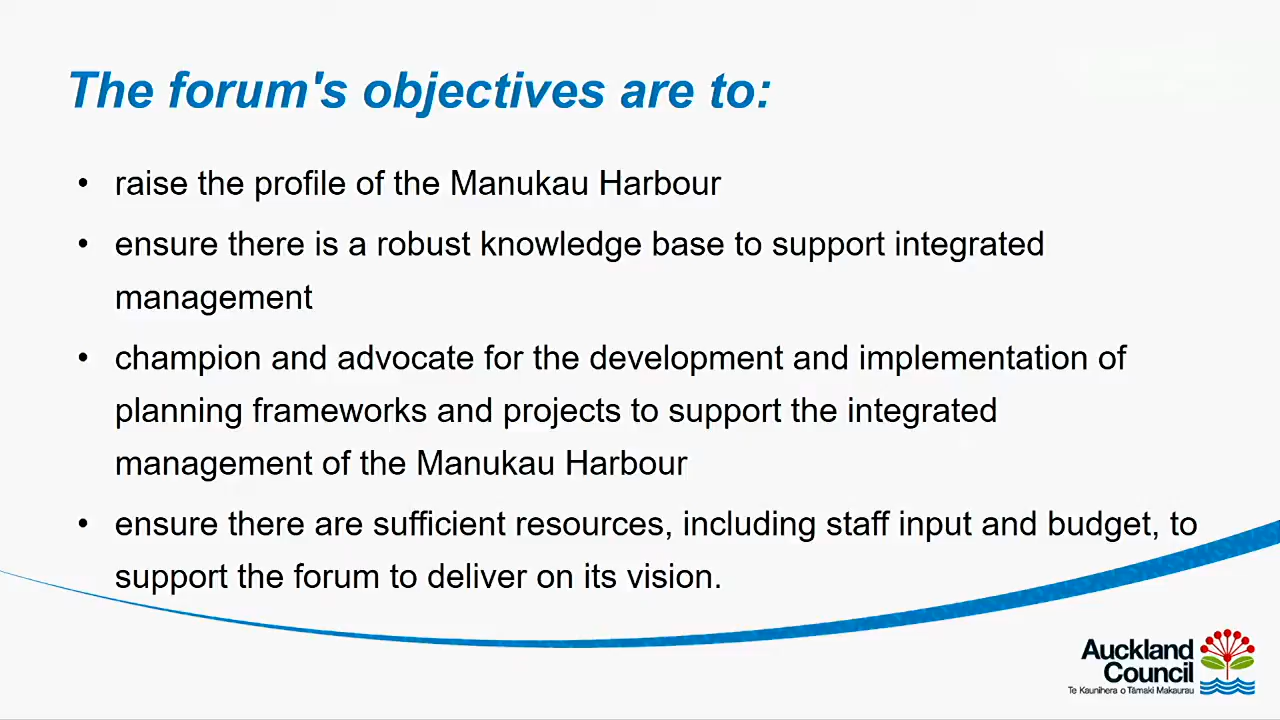 The forum's objectives are to:
• raise the profile of the Manukau Harbour
• ensure there is a robust knowledge base to support integrated
management
• champion and advocate for the development and implementation of
planning frameworks and projects to support the integrated
management of the Manukau Harbour
• ensure there are sufficient resources, including staff input and budget, to
support the forum to deliver on its vision.
Auckland
Council
Te Kaunihera o Tāmaki Makaurau